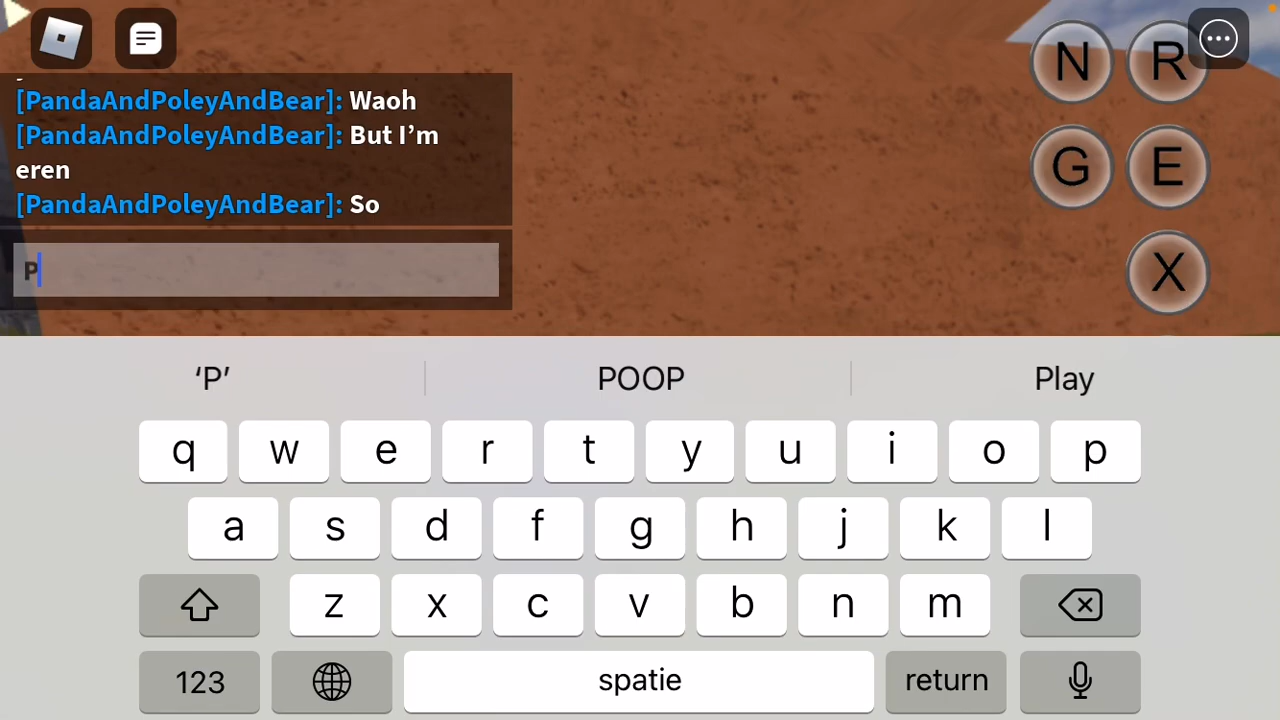 [PandaAndPoleyAndBear]: Waoh
[PandaAndPoleyAndBear]: But I’m
eren
[PandaAndPoleyAndBear]: So
P
N R
G E
X
‘P’ POOP Play
q w e r t y u i o p
a s d f g h j k l
z x c v b n m
123 spatie return